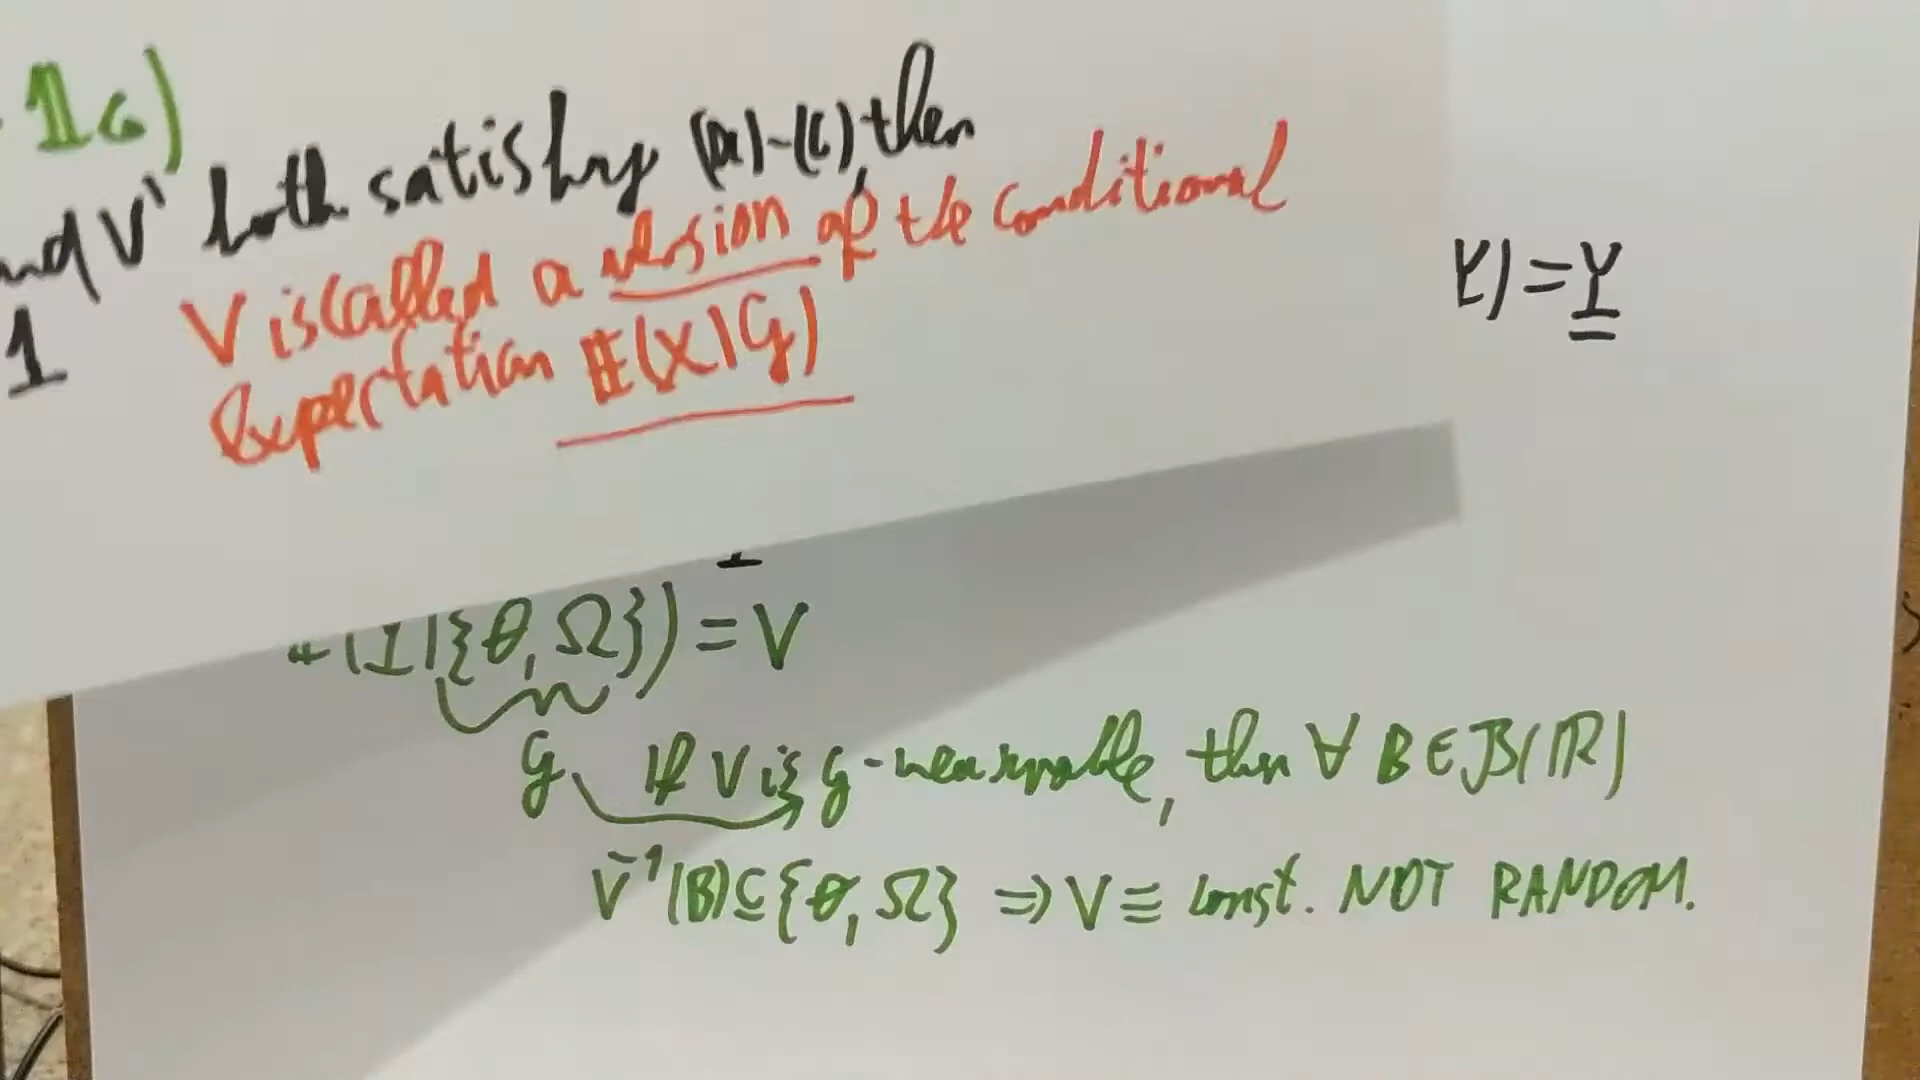 1G)
and V' both satisfy (a)-(c), then
1
V is called a version of the conditional
Expectation 𝔼(X|G)
Y) = Y
(Y|{∅, Ω}) = V
G If V is G-measurable, then ∀ B ∈ B(ℝ)
V⁻¹(B) ⊆ {∅, Ω} ⇒ V ≡ const. NOT RANDOM.